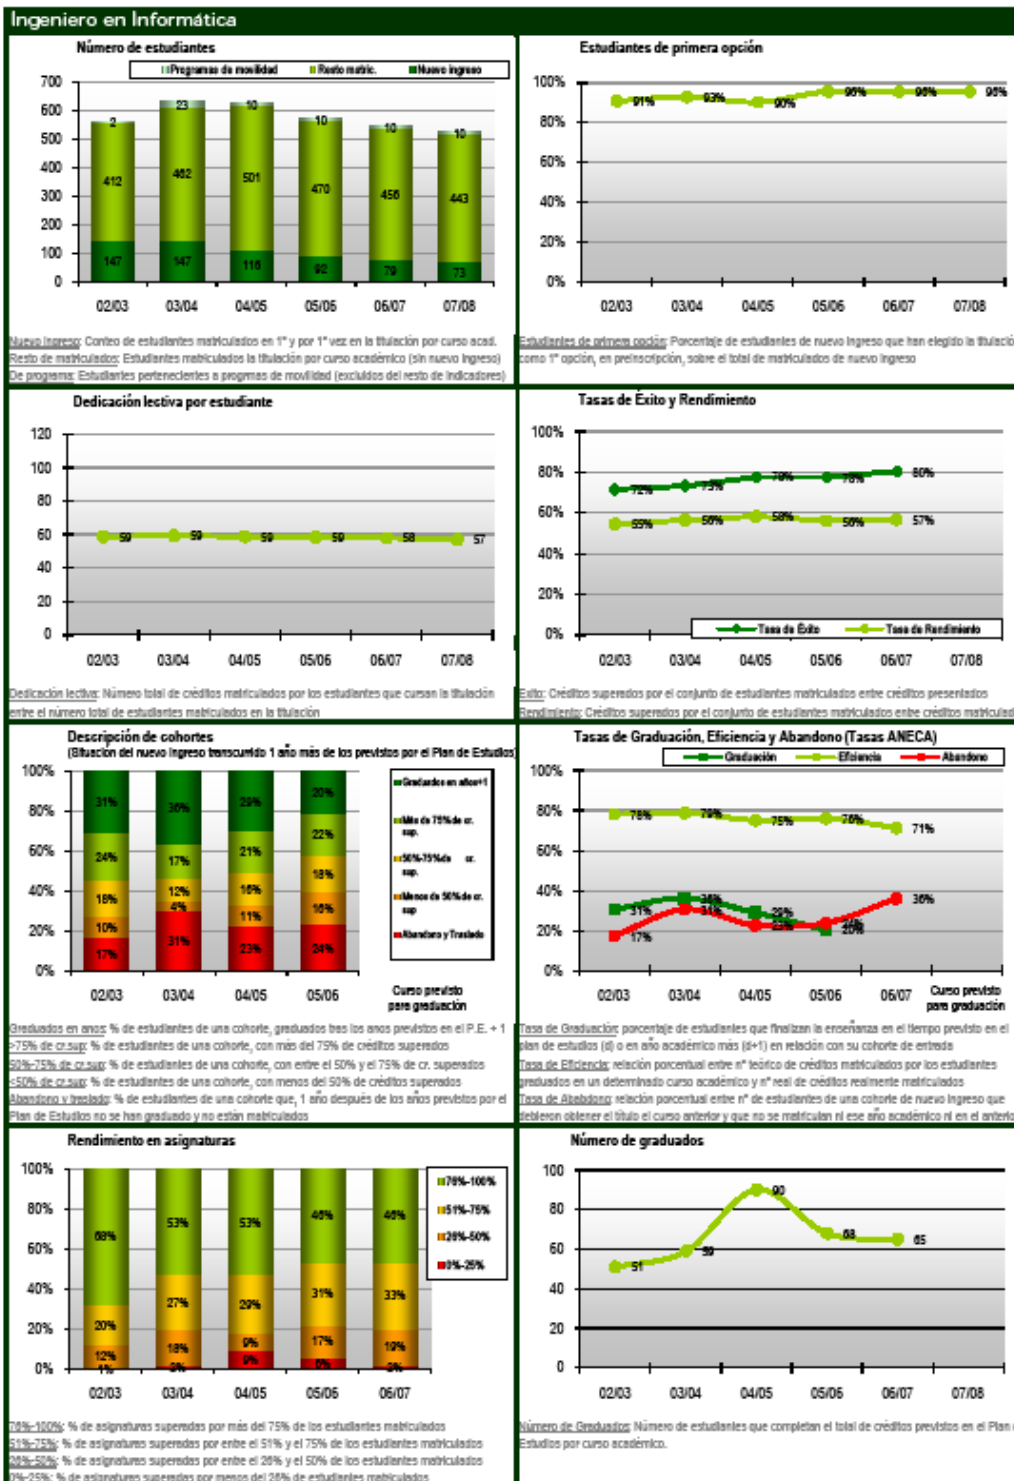 Ingeniero en Informática
Número de estudiantes
Programas de movilidad Resto matric. Nuevo ingreso
700
600
500
400
300
200
100
0
2 23 10 10 10 10
412 462 501 470 456 443
147 147 116 92 79 73
02/03 03/04 04/05 05/06 06/07 07/08
Nuevo Ingreso: Conteo de estudiantes matriculados en 1º y por 1ª vez en la titulación por curso acad.
Resto de matriculados: Estudiantes matriculados la titulación por curso académico (sin nuevo ingreso)
De programa: Estudiantes pertenecientes a progrmas de movilidad (excluidos del resto de indicadores)
Estudiantes de primera opción
100%
80%
60%
40%
20%
0%
91% 93% 90% 96% 96% 96%
02/03 03/04 04/05 05/06 06/07 07/08
Estudiantes de primera opción: Porcentaje de estudiantes de nuevo ingreso que han elegido la titulació
como 1ª opción, en preinscripción, sobre el total de matriculados de nuevo ingreso
Dedicación lectiva por estudiante
120
100
80
60
40
20
0
59 59 59 59 58 57
02/03 03/04 04/05 05/06 06/07 07/08
Dedicación lectiva: Número total de créditos matriculados por los estudiantes que cursan la titulación
entre el número total de estudiantes matriculados en la titulación
Tasas de Éxito y Rendimiento
100%
80%
60%
40%
20%
0%
72% 73% 78% 78% 80%
55% 56% 58% 56% 57%
Tasa de Éxito Tasa de Rendimiento
02/03 03/04 04/05 05/06 06/07 07/08
Exito: Créditos superados por el conjunto de estudiantes matriculados entre créditos presentados
Rendimiento: Créditos superados por el conjunto de estudiantes matriculados entre créditos matriculad
Descripción de cohortes
(Situación del nuevo ingreso transcurrido 1 año más de los previstos por el Plan de Estudios)
100%
80%
60%
40%
20%
0%
31% 36% 29% 20%
24% 17% 21% 22%
18% 12% 16% 18%
10% 4% 11% 16%
17% 31% 23% 24%
Graduados en años+1
Más de 75% de cr. sup.
50%-75% de cr. sup.
Menos de 50% de cr. sup
Abandono y Traslado
02/03 03/04 04/05 05/06 Curso previsto para graduación
Graduados en anos: % de estudiantes de una cohorte, graduados tras los anos previstos en el P.E. + 1
>75% de cr.sup: % de estudiantes de una cohorte, con más del 75% de créditos superados
50%-75% de cr.sup: % de estudiantes de una cohorte, con entre el 50% y el 75% de cr. superados
<50% de cr.sup: % de estudiantes de una cohorte, con menos del 50% de créditos superados
Abandono y traslado: % de estudiantes de una cohorte que, 1 año después de los años previstos por el
Plan de Estudios no se han graduado y no están matriculados
Tasas de Graduación, Eficiencia y Abandono (Tasas ANECA)
Graduación Eficiencia Abandono
100%
80%
60%
40%
20%
0%
78% 79% 75% 76% 71%
31% 36% 29% 20%
17% 31% 23% 24% 36%
02/03 03/04 04/05 05/06 06/07 Curso previsto para graduación
Tasa de Graduación: porcentaje de estudiantes que finalizan la enseñanza en el tiempo previsto en el
plan de estudios (d) o en año académico más (d+1) en relación con su cohorte de entrada
Tasa de Eficiencia: relación porcentual entre nº teórico de créditos matriculados por los estudiantes
graduados en un determinado curso académico y nº real de créditos realmente matriculados
Tasa de Abandono: relación porcentual entre nº de estudiantes de una cohorte de nuevo ingreso que
debieron obtener el título el curso anterior y que no se matriculan ni ese año académico ni en el anterio
Rendimiento en asignaturas
100%
80%
60%
40%
20%
0%
68% 53% 53% 46% 46%
20% 27% 29% 31% 33%
12% 18% 9% 17% 19%
1% 2% 9% 6% 2%
76%-100%
51%-75%
26%-50%
0%-25%
02/03 03/04 04/05 05/06 06/07
76%-100%: % de asignaturas superadas por más del 75% de los estudiantes matriculados
51%-75%: % de asignaturas superadas por entre el 51% y el 75% de los estudiantes matriculados
26%-50%: % de asignaturas superadas por entre el 26% y el 50% de los estudiantes matriculados
0%-25%: % de asignaturas superadas por menos del 26% de estudiantes matriculados
Número de graduados
100
80
60
40
20
0
51 59 90 68 65
02/03 03/04 04/05 05/06 06/07 07/08
Número de Graduados: Número de estudiantes que completan el total de créditos previstos en el Plan
Estudios por curso académico.